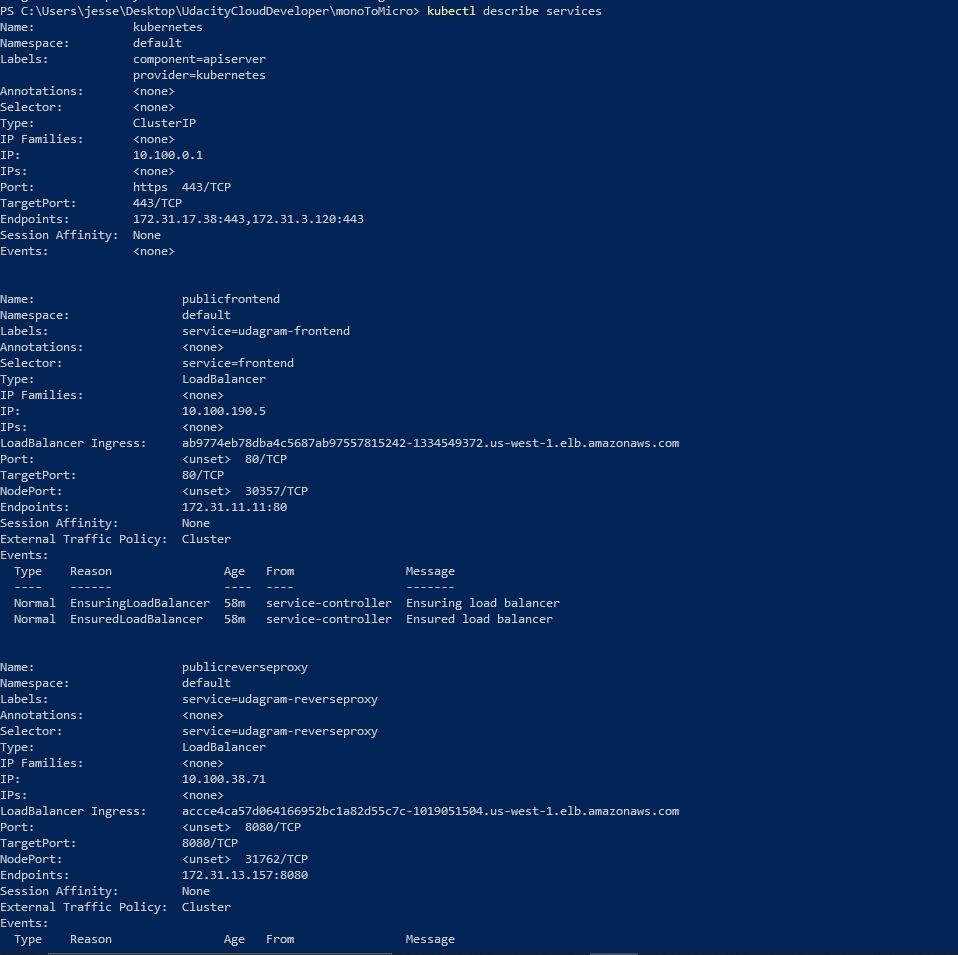 PS C:\Users\jesse\Desktop\UdacityCloudDeveloper\monoToMicro> kubectl describe services
Name:              kubernetes
Namespace:         default
Labels:            component=apiserver
                   provider=kubernetes
Annotations:       <none>
Selector:          <none>
Type:              ClusterIP
IP Families:       <none>
IP:                10.100.0.1
IPs:               <none>
Port:              https  443/TCP
TargetPort:        443/TCP
Endpoints:         172.31.17.38:443,172.31.3.120:443
Session Affinity:  None
Events:            <none>
Name:                     publicfrontend
Namespace:                default
Labels:                   service=udagram-frontend
Annotations:              <none>
Selector:                 service=frontend
Type:                     LoadBalancer
IP Families:              <none>
IP:                       10.100.190.5
IPs:                      <none>
LoadBalancer Ingress:     ab9774eb78dba4c5687ab97557815242-1334549372.us-west-1.elb.amazonaws.com
Port:                     <unset>  80/TCP
TargetPort:               80/TCP
NodePort:                 <unset>  30357/TCP
Endpoints:                172.31.11.11:80
Session Affinity:         None
External Traffic Policy:  Cluster
Events:
  Type    Reason                Age   From                Message
  ----    ------                ----  ----                -------
  Normal  EnsuringLoadBalancer  58m   service-controller  Ensuring load balancer
  Normal  EnsuredLoadBalancer   58m   service-controller  Ensured load balancer
Name:                     publicreverseproxy
Namespace:                default
Labels:                   service=udagram-reverseproxy
Annotations:              <none>
Selector:                 service=udagram-reverseproxy
Type:                     LoadBalancer
IP Families:              <none>
IP:                       10.100.38.71
IPs:                      <none>
LoadBalancer Ingress:     accce4ca57d064166952bc1a82d55c7c-1019051504.us-west-1.elb.amazonaws.com
Port:                     <unset>  8080/TCP
TargetPort:               8080/TCP
NodePort:                 <unset>  31762/TCP
Endpoints:                172.31.13.157:8080
Session Affinity:         None
External Traffic Policy:  Cluster
Events:
  Type    Reason                Age   From                Message